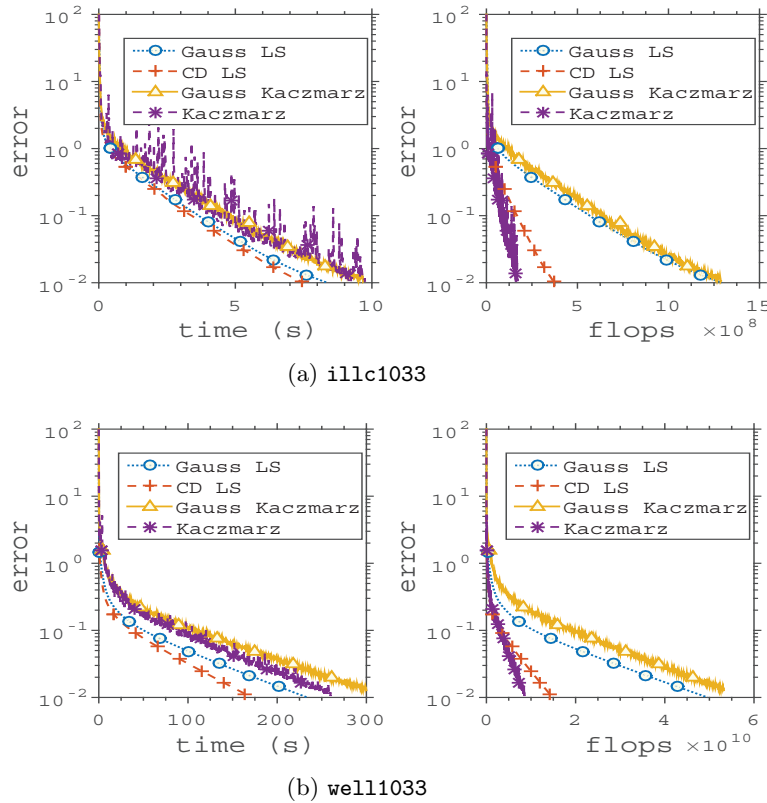 10^2
10^1
10^0
10^-1
10^-2
error
Gauss LS
CD LS
Gauss Kaczmarz
Kaczmarz
0
5
10
time (s)
10^2
10^1
10^0
10^-1
10^-2
error
Gauss LS
CD LS
Gauss Kaczmarz
Kaczmarz
0
5
10
15
flops ×10^8
(a) illc1033
10^2
10^1
10^0
10^-1
10^-2
error
Gauss LS
CD LS
Gauss Kaczmarz
Kaczmarz
0
100
200
300
time (s)
10^2
10^1
10^0
10^-1
10^-2
error
Gauss LS
CD LS
Gauss Kaczmarz
Kaczmarz
0
2
4
6
flops ×10^10
(b) well1033